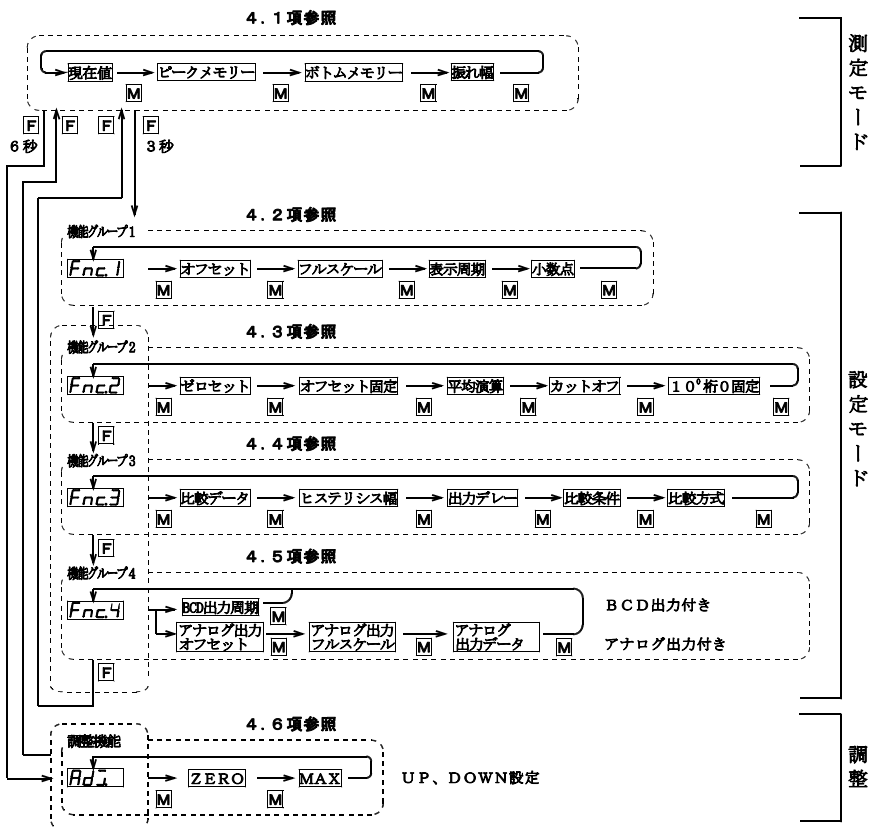 4.1項参照
現在値 ピークメモリー ボトムメモリー 振れ幅
M M M M
測定モード
F F F F
6秒 3秒
4.2項参照
機能グループ1
Fnc.1 オフセット フルスケール 表示周期 小数点
M M M M M
F
4.3項参照
機能グループ2
Fnc.2 ゼロセット オフセット固定 平均演算 カットオフ 10⁰桁0固定
M M M M M M
設定モード
F
4.4項参照
機能グループ3
Fnc.3 比較データ ヒステリシス幅 出力デレー 比較条件 比較方式
M M M M M M
F
4.5項参照
機能グループ4
Fnc.4 BCD出力周期 M BCD出力付き
アナログ出力 アナログ出力 アナログ
オフセット M フルスケール M 出力データ M アナログ出力付き
F
4.6項参照
調整機能
Adj. ZERO MAX UP、DOWN設定
M M
調整